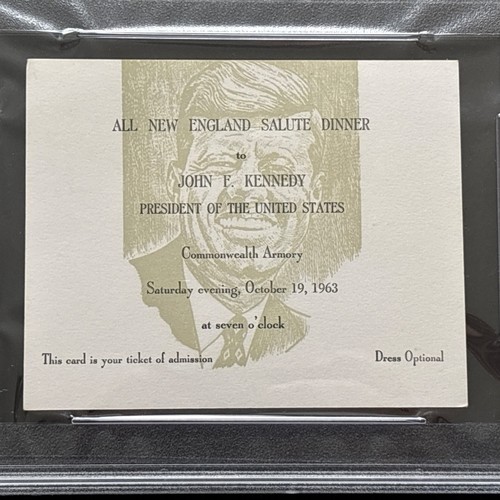 ALL NEW ENGLAND SALUTE DINNER
to
JOHN F. KENNEDY
PRESIDENT OF THE UNITED STATES
Commonwealth Armory
Saturday evening, October 19, 1963
at seven o'clock
This card is your ticket of admission
Dress Optional